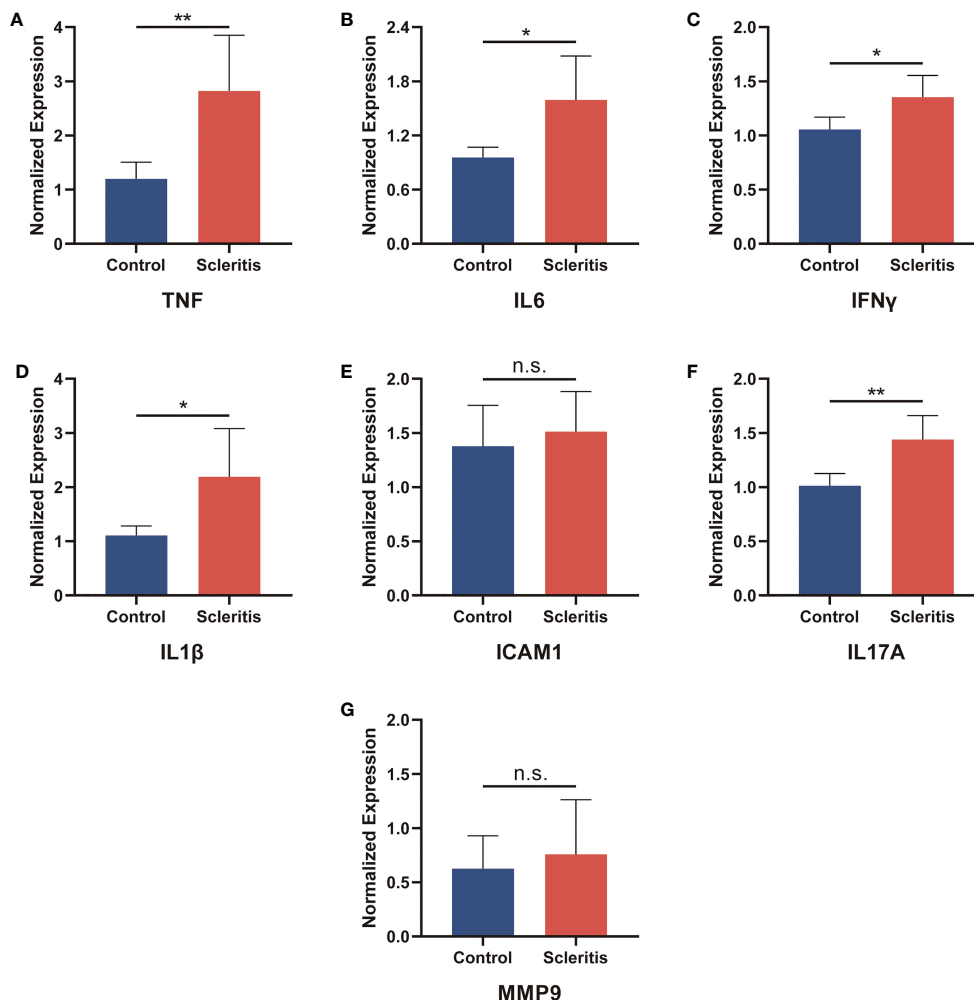 A
Normalized Expression
4
3
2
1
0
**
Control Scleritis
TNF
B
Normalized Expression
2.4
1.8
1.2
0.6
0.0
*
Control Scleritis
IL6
C
Normalized Expression
2.0
1.5
1.0
0.5
0.0
*
Control Scleritis
IFNγ
D
Normalized Expression
4
3
2
1
0
*
Control Scleritis
IL1β
E
Normalized Expression
2.0
1.5
1.0
0.5
0.0
n.s.
Control Scleritis
ICAM1
F
Normalized Expression
2.0
1.5
1.0
0.5
0.0
**
Control Scleritis
IL17A
G
Normalized Expression
2.0
1.5
1.0
0.5
0.0
n.s.
Control Scleritis
MMP9